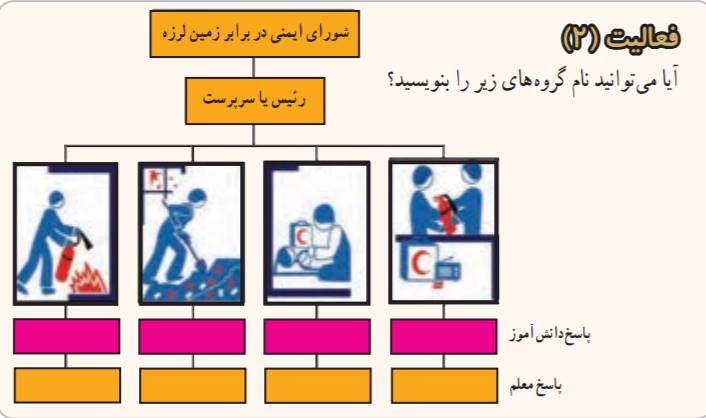 فعالیت (۲)
آیا می‌توانید نام گروه‌های زیر را بنویسید؟
شورای ایمنی در برابر زمین لرزه
رئیس یا سرپرست
پاسخ دانش آموز
پاسخ معلم